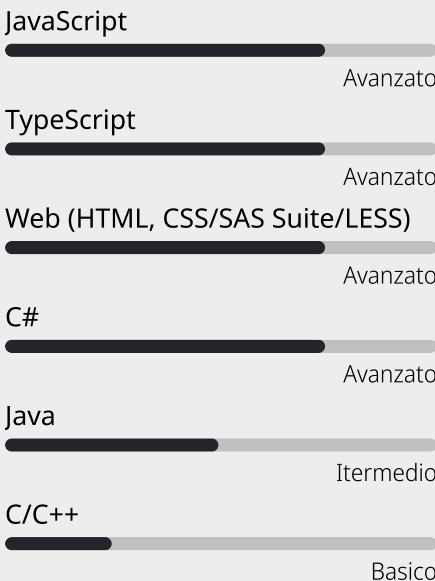 JavaScript
Avanzato
TypeScript
Avanzato
Web (HTML, CSS/SAS Suite/LESS)
Avanzato
C#
Avanzato
Java
Itermedio
C/C++
Basico